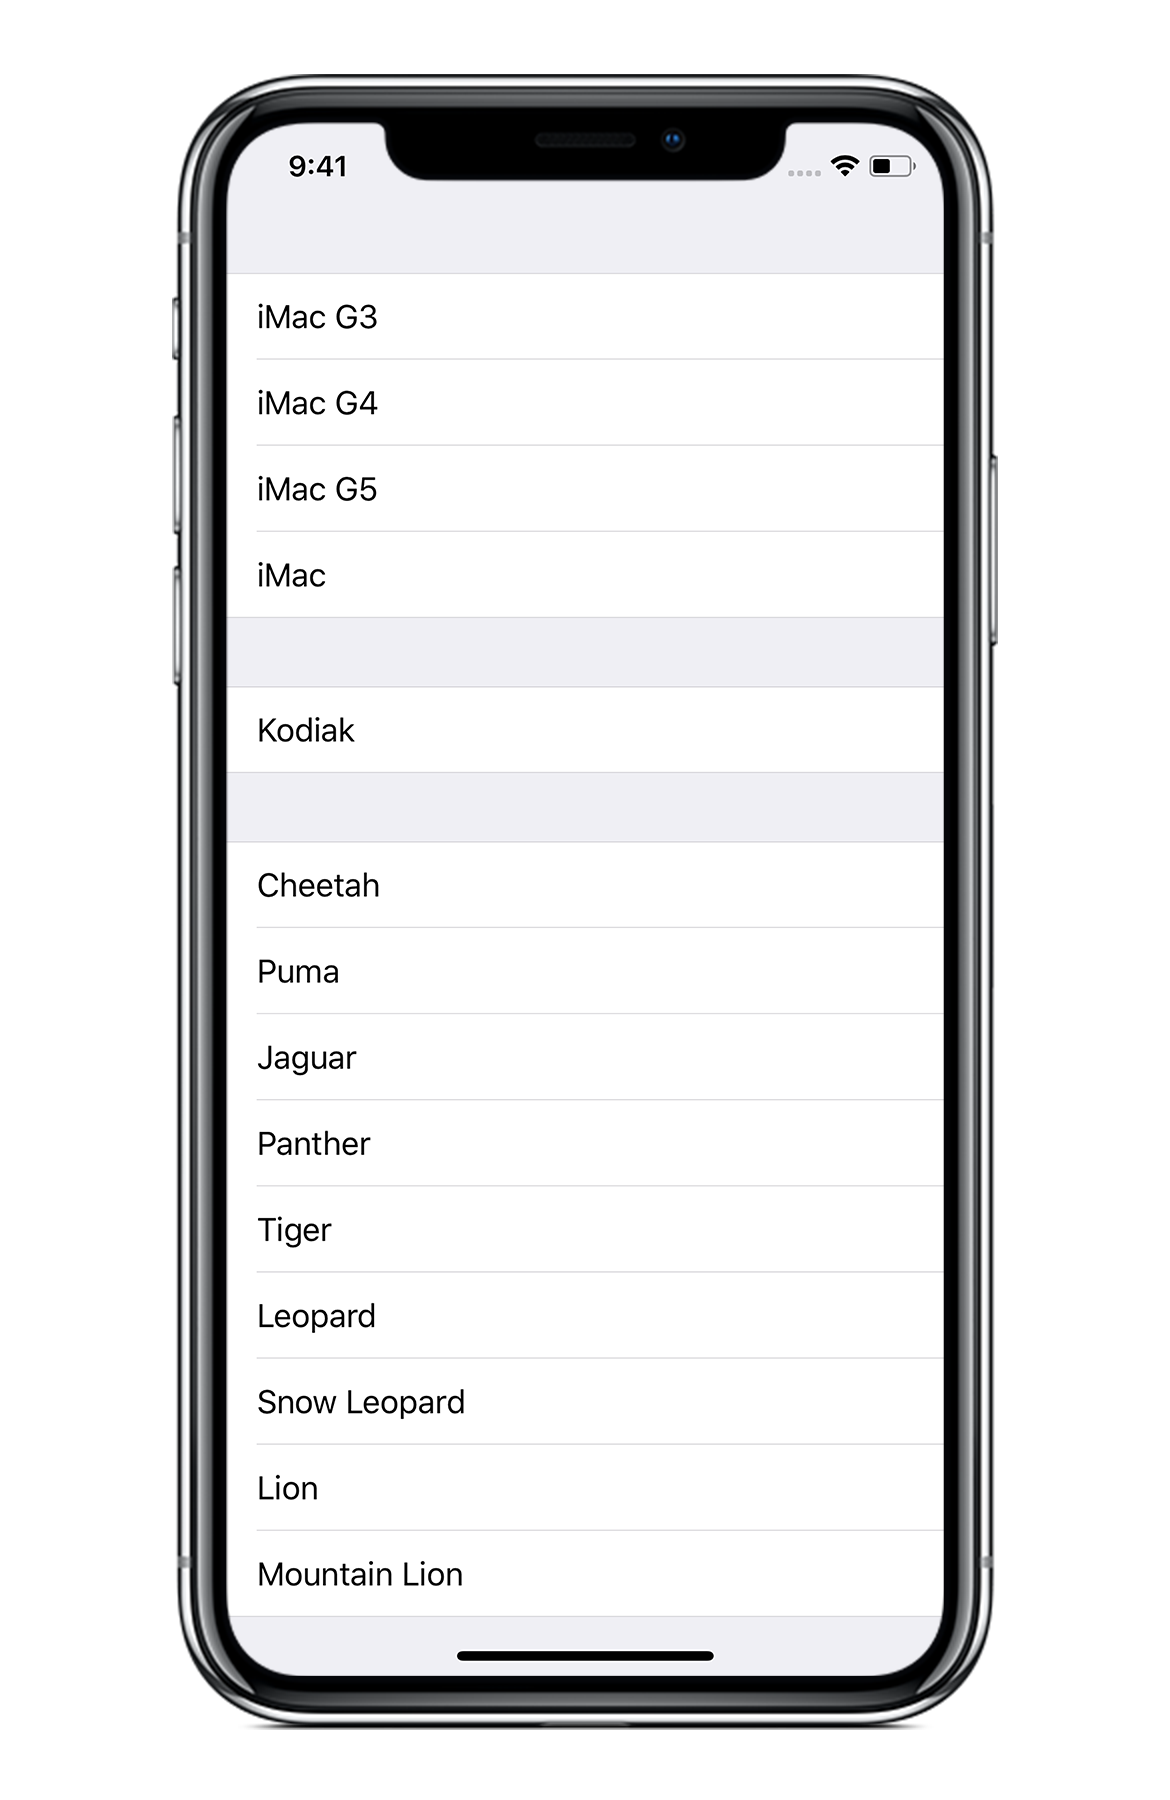 9:41
iMac G3
iMac G4
iMac G5
iMac
Kodiak
Cheetah
Puma
Jaguar
Panther
Tiger
Leopard
Snow Leopard
Lion
Mountain Lion